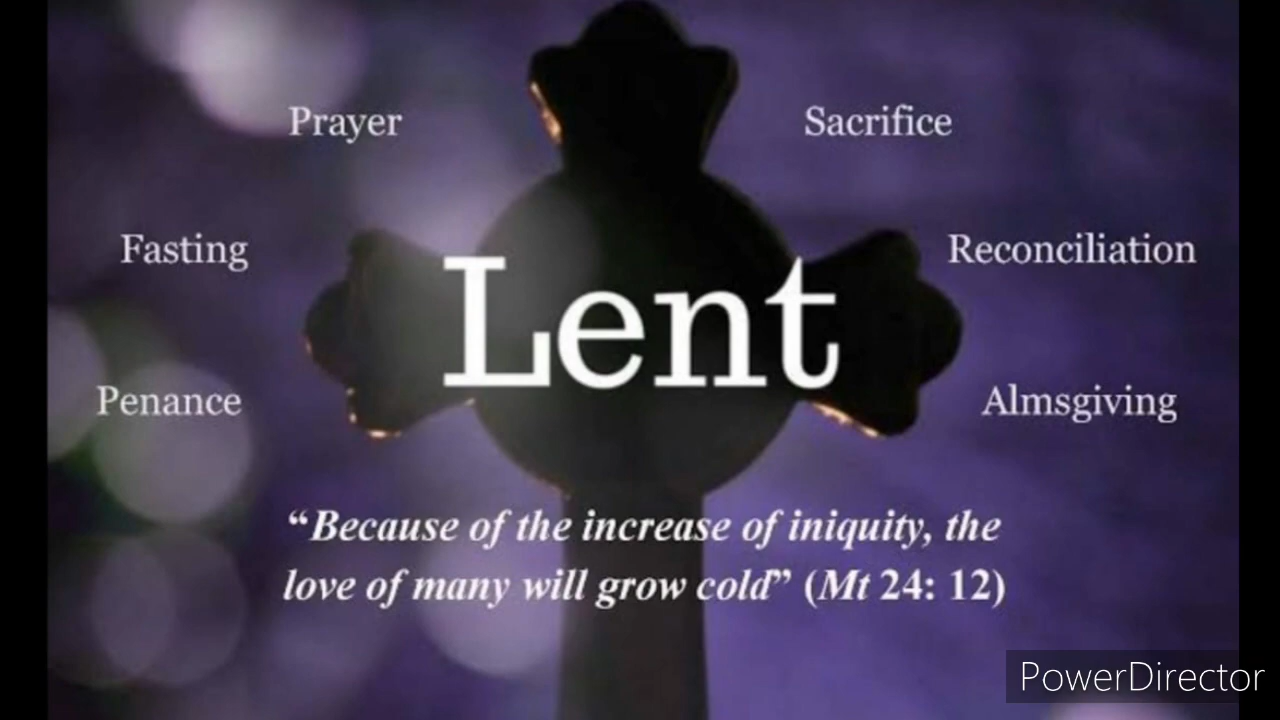 Prayer
Sacrifice
Fasting
Reconciliation
Lent
Penance
Almsgiving
“Because of the increase of iniquity, the
love of many will grow cold” (Mt 24: 12)
PowerDirector